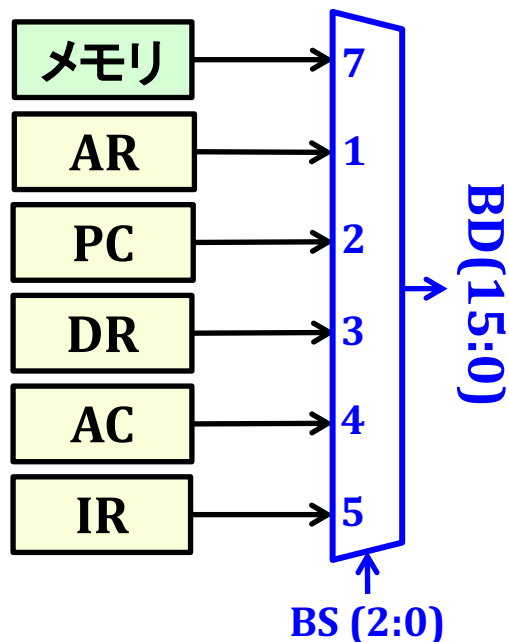 メモリ 7
AR 1
PC 2
DR 3
AC 4
IR 5
BD(15:0)
BS (2:0)